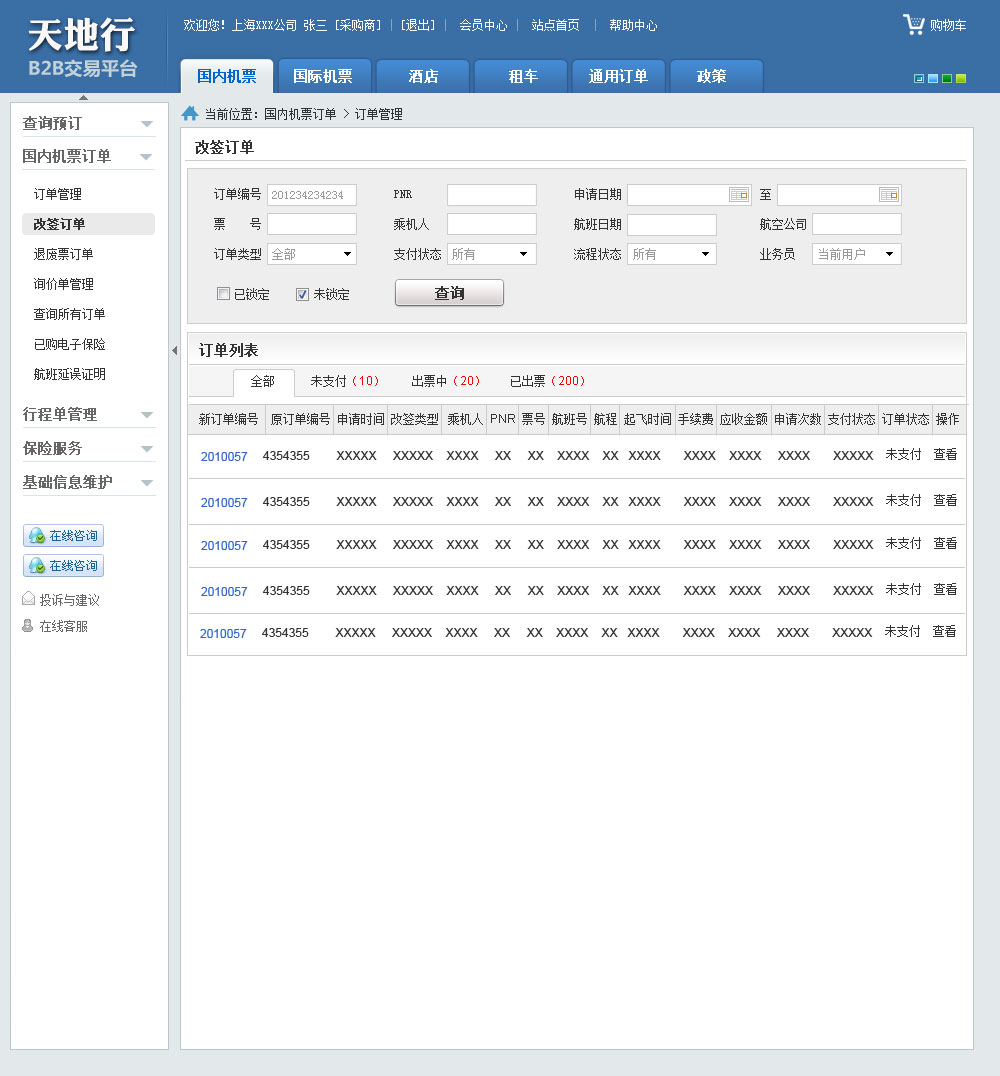 天地行
B2B交易平台
欢迎您! 上海XXX公司 张三 [采购商] | [退出] | 会员中心 | 站点首页 | 帮助中心
购物车
国内机票 国际机票 酒店 租车 通用订单 政策
查询预订
国内机票订单
订单管理
改签订单
退废票订单
询价单管理
查询所有订单
已购电子保险
航班延误证明
行程单管理
保险服务
基础信息维护
在线咨询
在线咨询
投诉与建议
在线客服
当前位置: 国内机票订单 > 订单管理
改签订单
订单编号 201234234234 PNR 申请日期 至
票 号 乘机人 航班日期 航空公司
订单类型 全部 支付状态 所有 流程状态 所有 业务员 当前用户
已锁定 未锁定 查询
订单列表
全部 未支付（10） 出票中（20） 已出票（200）
新订单编号 原订单编号 申请时间 改签类型 乘机人 PNR 票号 航班号 航程 起飞时间 手续费 应收金额 申请次数 支付状态 订单状态 操作
2010057 4354355 XXXXX XXXXX XXXX XX XX XXXX XX XXXX XXXX XXXX XXXX XXXXX 未支付 查看
2010057 4354355 XXXXX XXXXX XXXX XX XX XXXX XX XXXX XXXX XXXX XXXX XXXXX 未支付 查看
2010057 4354355 XXXXX XXXXX XXXX XX XX XXXX XX XXXX XXXX XXXX XXXX XXXXX 未支付 查看
2010057 4354355 XXXXX XXXXX XXXX XX XX XXXX XX XXXX XXXX XXXX XXXX XXXXX 未支付 查看
2010057 4354355 XXXXX XXXXX XXXX XX XX XXXX XX XXXX XXXX XXXX XXXX XXXXX 未支付 查看